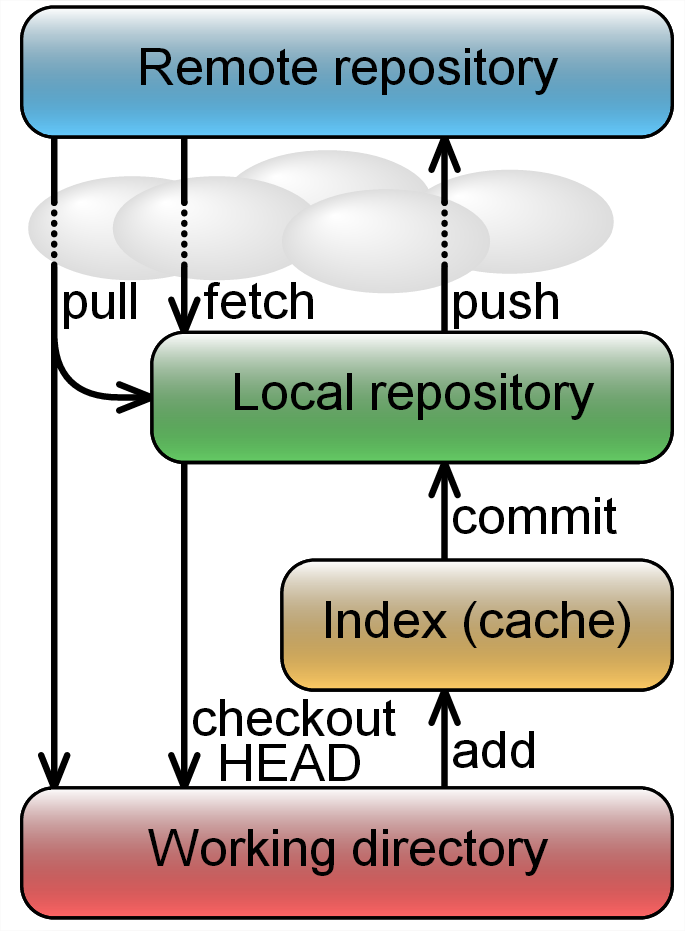 Remote repository
pull
fetch
push
Local repository
commit
Index (cache)
checkout
HEAD
add
Working directory